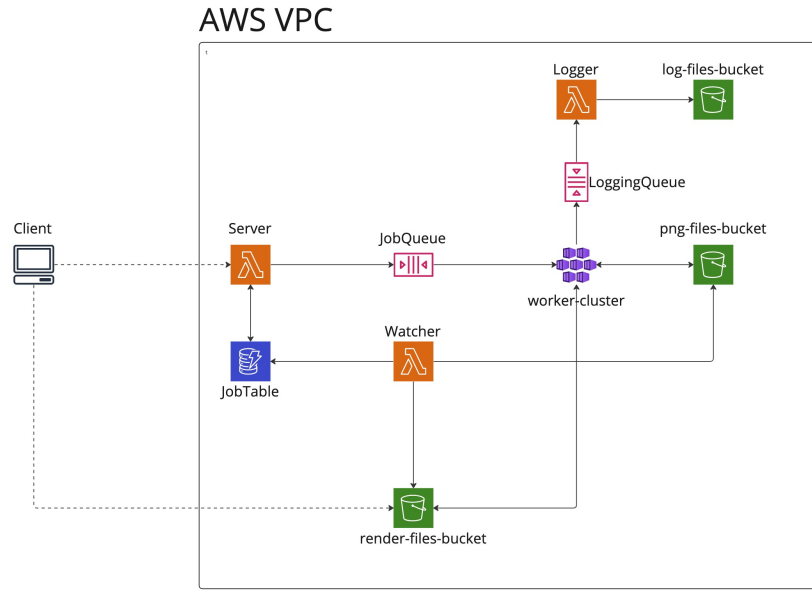 AWS VPC
Logger
log-files-bucket
LoggingQueue
Client
Server
JobQueue
png-files-bucket
worker-cluster
Watcher
JobTable
render-files-bucket